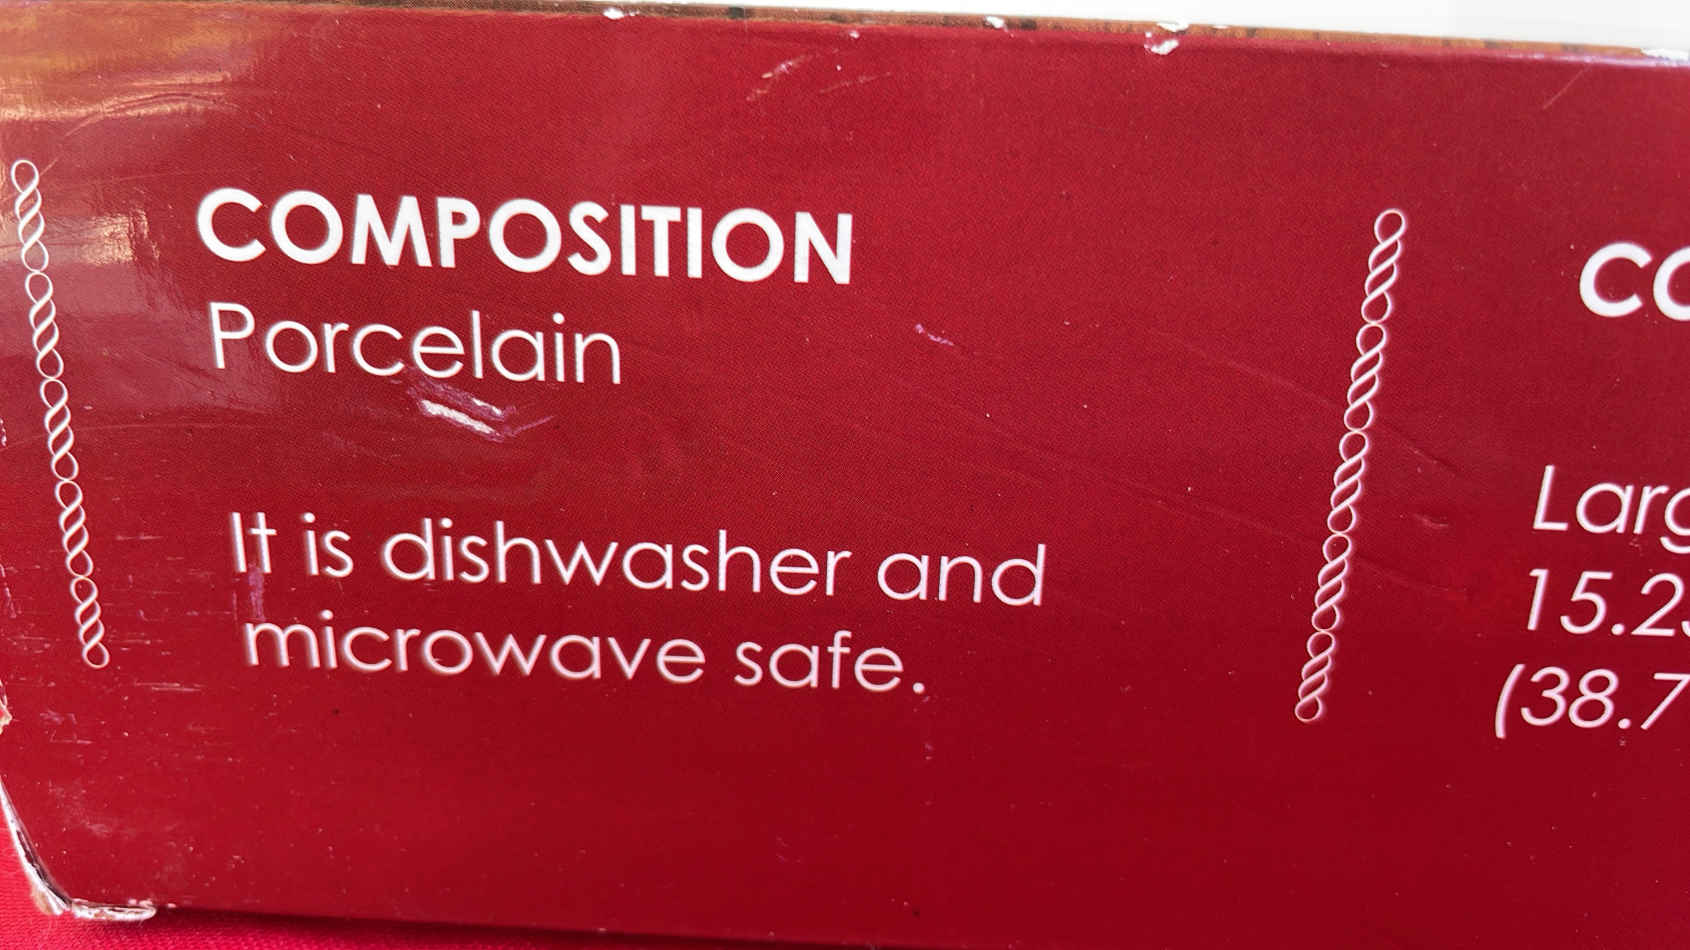 COMPOSITION
Porcelain
It is dishwasher and
microwave safe.